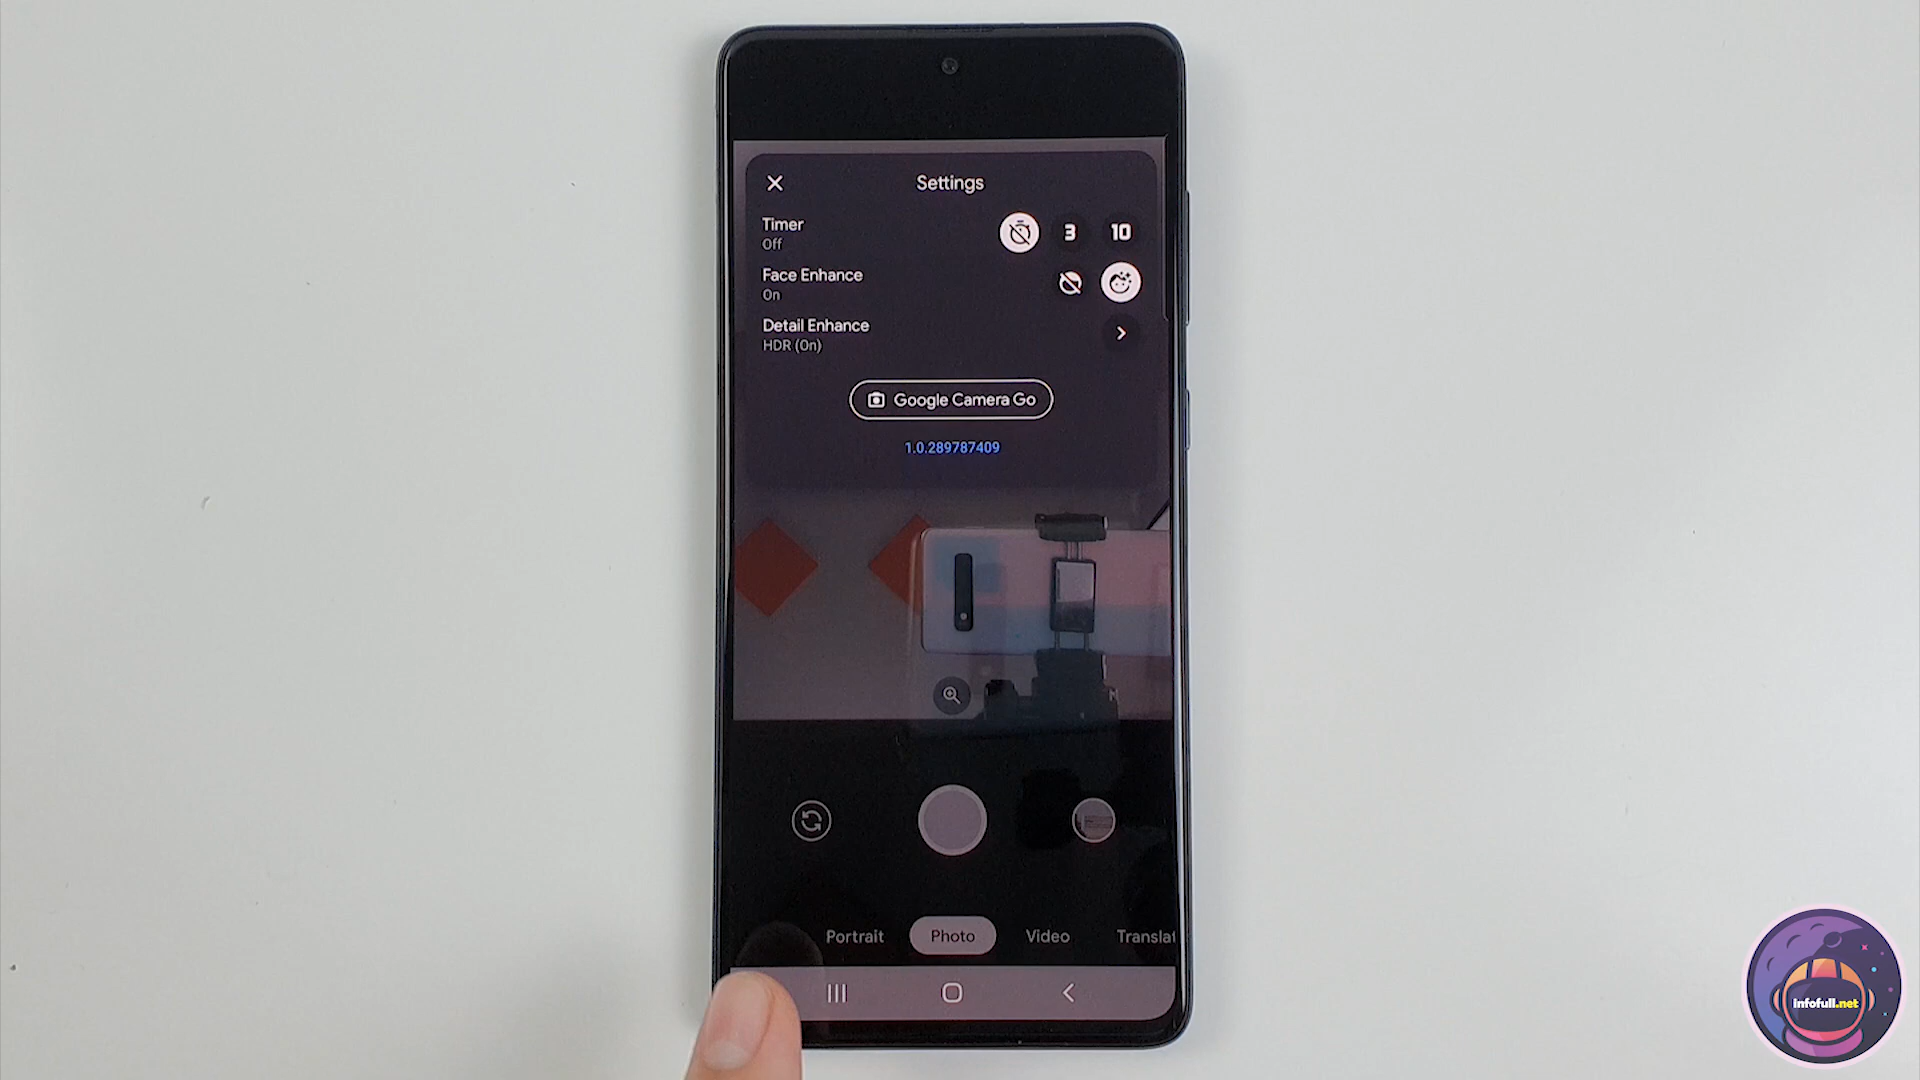 Settings
Timer
Off
3
10
Face Enhance
On
Detail Enhance
HDR (On)
Google Camera Go
1.0.289787409
Portrait
Photo
Video
Translat
infofull.net